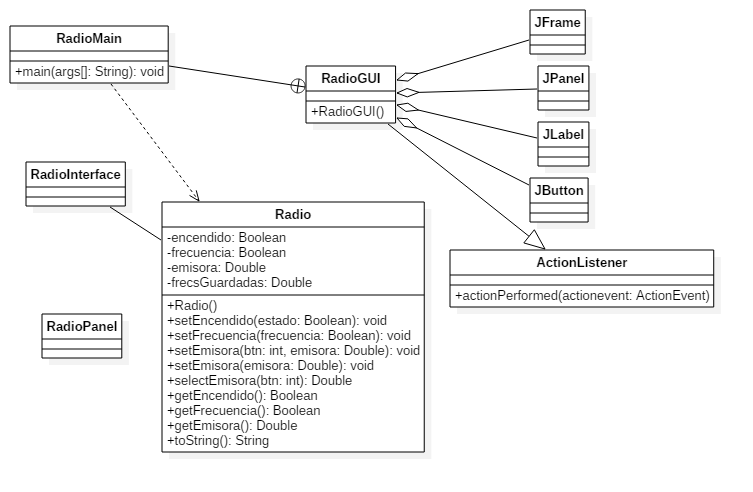 RadioMain
+main(args[]: String): void
RadioGUI
+RadioGUI()
JFrame
JPanel
JLabel
JButton
ActionListener
+actionPerformed(actionevent: ActionEvent)
RadioInterface
Radio
-encendido: Boolean
-frecuencia: Boolean
-emisora: Double
-frecsGuardadas: Double
+Radio()
+setEncendido(estado: Boolean): void
+setFrecuencia(frecuencia: Boolean): void
+setEmisora(btn: int, emisora: Double): void
+setEmisora(emisora: Double): void
+selectEmisora(btn: int): Double
+getEncendido(): Boolean
+getFrecuencia(): Boolean
+getEmisora(): Double
+toString(): String
RadioPanel